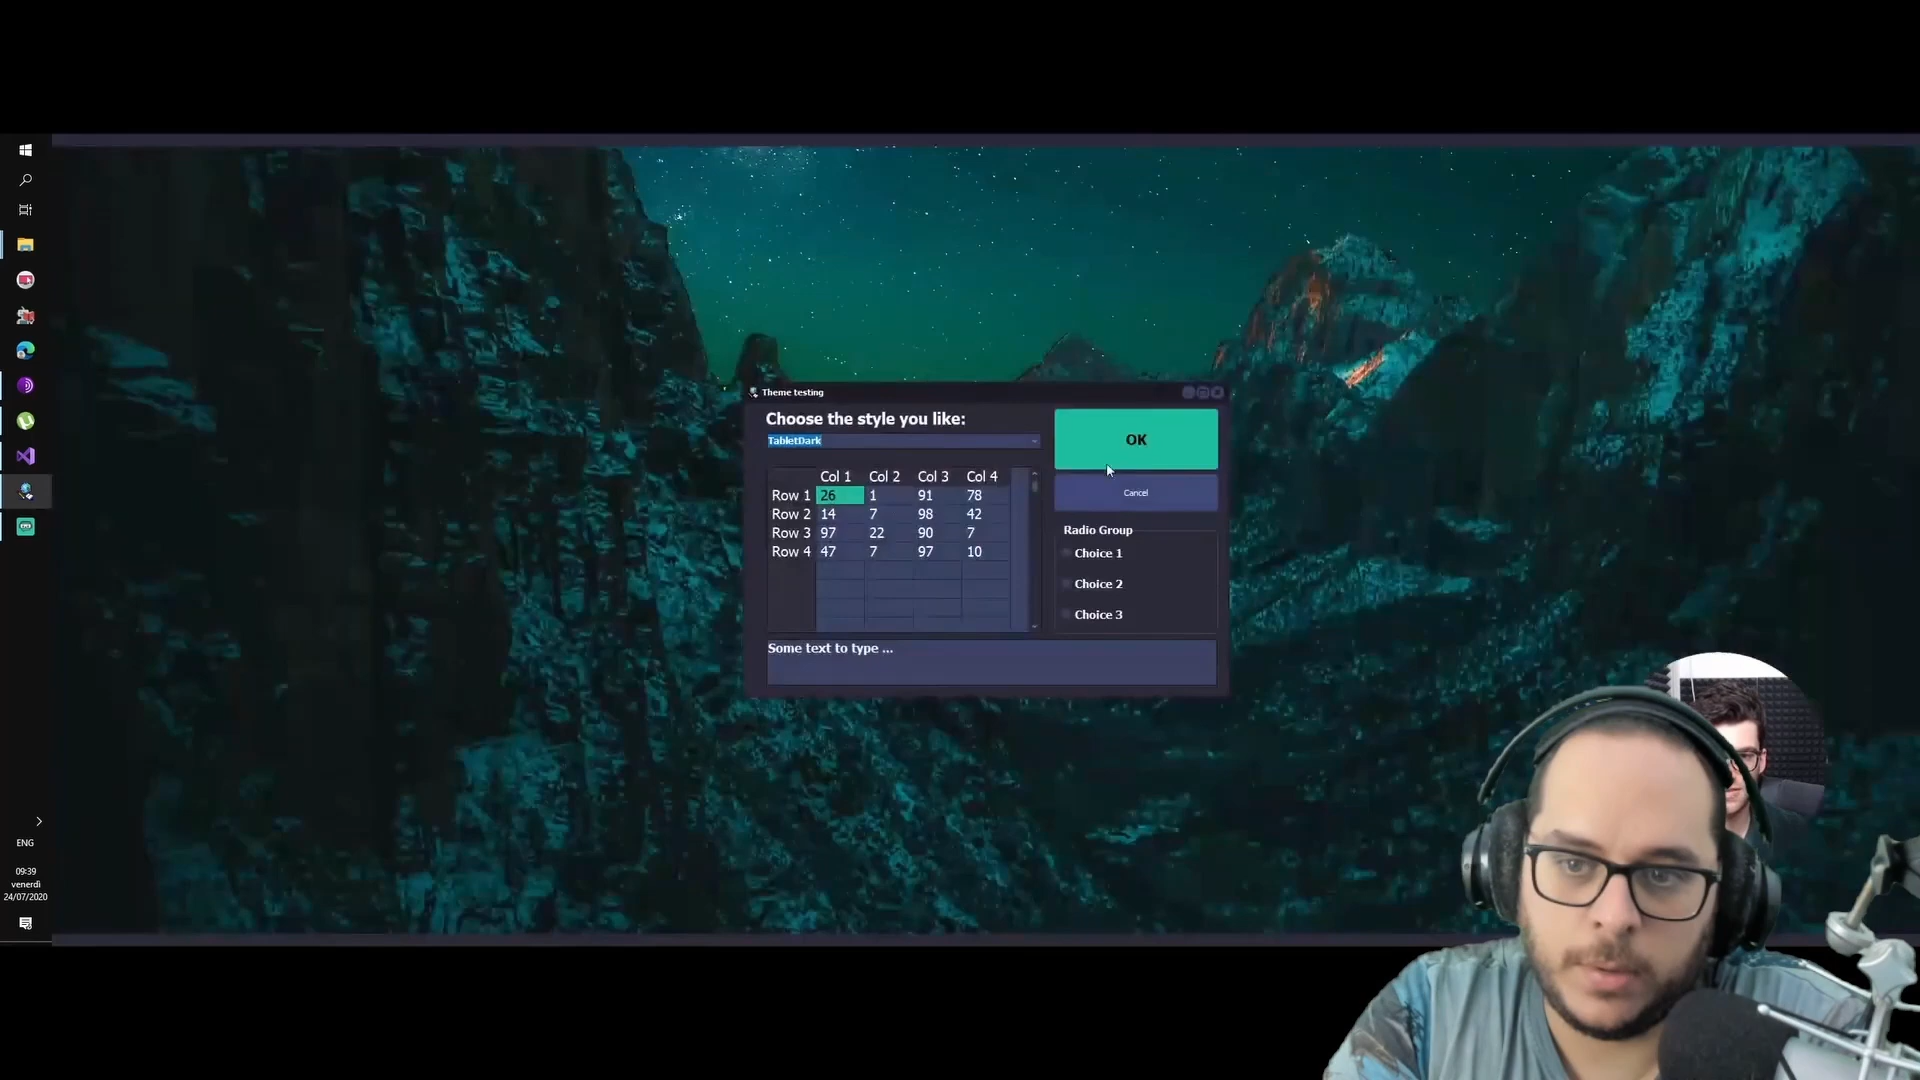 Theme testing
Choose the style you like:
TabletDark
OK
Cancel
Col 1 Col 2 Col 3 Col 4
Row 1 26 1 91 78
Row 2 14 7 98 42
Row 3 97 22 90 7
Row 4 47 7 97 10
Radio Group
Choice 1
Choice 2
Choice 3
Some text to type ...
ENG
09:39
venerdì
24/07/2020